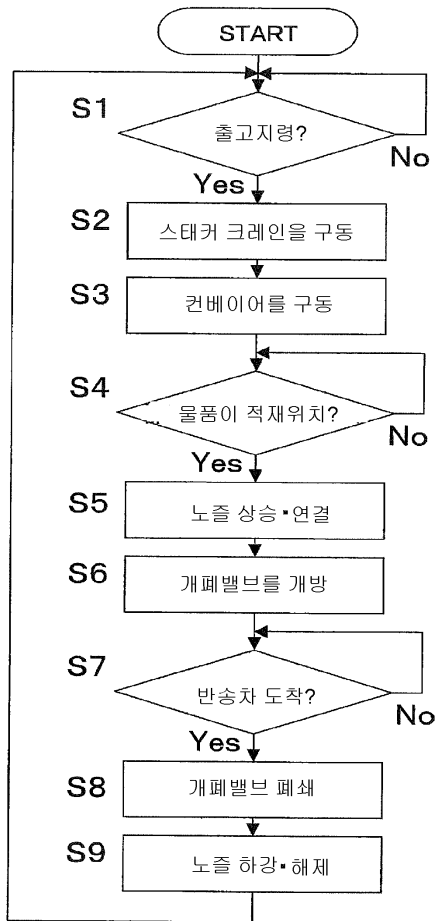 START
S1
출고지령?
No
Yes
S2
스태커 크레인을 구동
S3
컨베이어를 구동
S4
물품이 적재위치?
No
Yes
S5
노즐 상승▪연결
S6
개폐밸브를 개방
S7
반송차 도착?
No
Yes
S8
개폐밸브 폐쇄
S9
노즐 하강▪해제